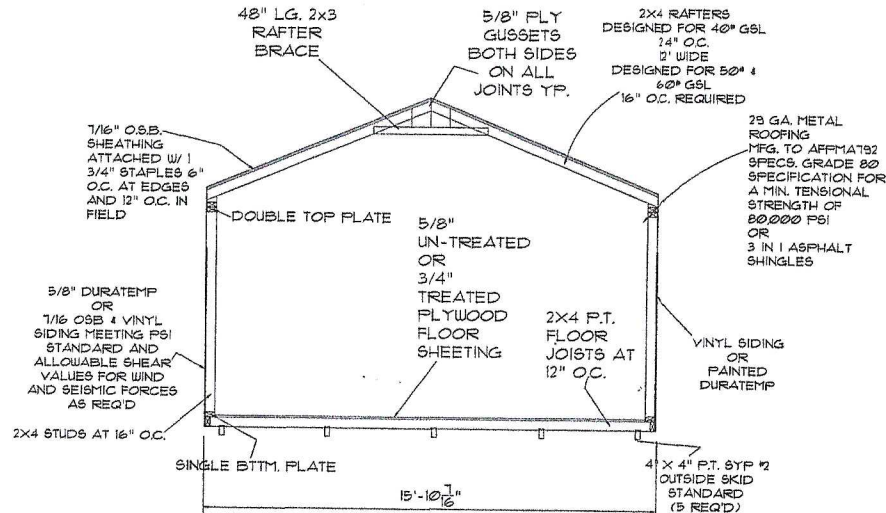 48" LG. 2x3
RAFTER
BRACE
5/8" PLY
GUSSETS
BOTH SIDES
ON ALL
JOINTS YP.
2X4 RAFTERS
DESIGNED FOR 40# GSL
24" O.C.
12' WIDE
DESIGNED FOR 50# &
60# GSL
16" O.C. REQUIRED
7/16" O.S.B.
SHEATHING
ATTACHED W/ 1
3/4" STAPLES 6"
O.C. AT EDGES
AND 12" O.C. IN
FIELD
29 GA. METAL
ROOFING
MFG. TO AFPMA792
SPECS. GRADE 80
SPECIFICATION FOR
A MIN. TENSIONAL
STRENGTH OF
80,000 PSI
OR
3 IN 1 ASPHALT
SHINGLES
DOUBLE TOP PLATE
5/8"
UN-TREATED
OR
3/4"
TREATED
PLYWOOD
FLOOR
SHEETING
2X4 P.T.
FLOOR
JOISTS AT
12" O.C.
5/8" DURATEMP
OR
7/16 OSB & VINYL
SIDING MEETING PSI
STANDARD AND
ALLOWABLE SHEAR
VALUES FOR WIND
AND SEISMIC FORCES
AS REQ'D
VINYL SIDING
OR
PAINTED
DURATEMP
2X4 STUDS AT 16" O.C.
SINGLE BTTM. PLATE
4" X 4" P.T. SYP #2
OUTSIDE SKID
STANDARD
(5 REQ'D)
15'-10 7/16"